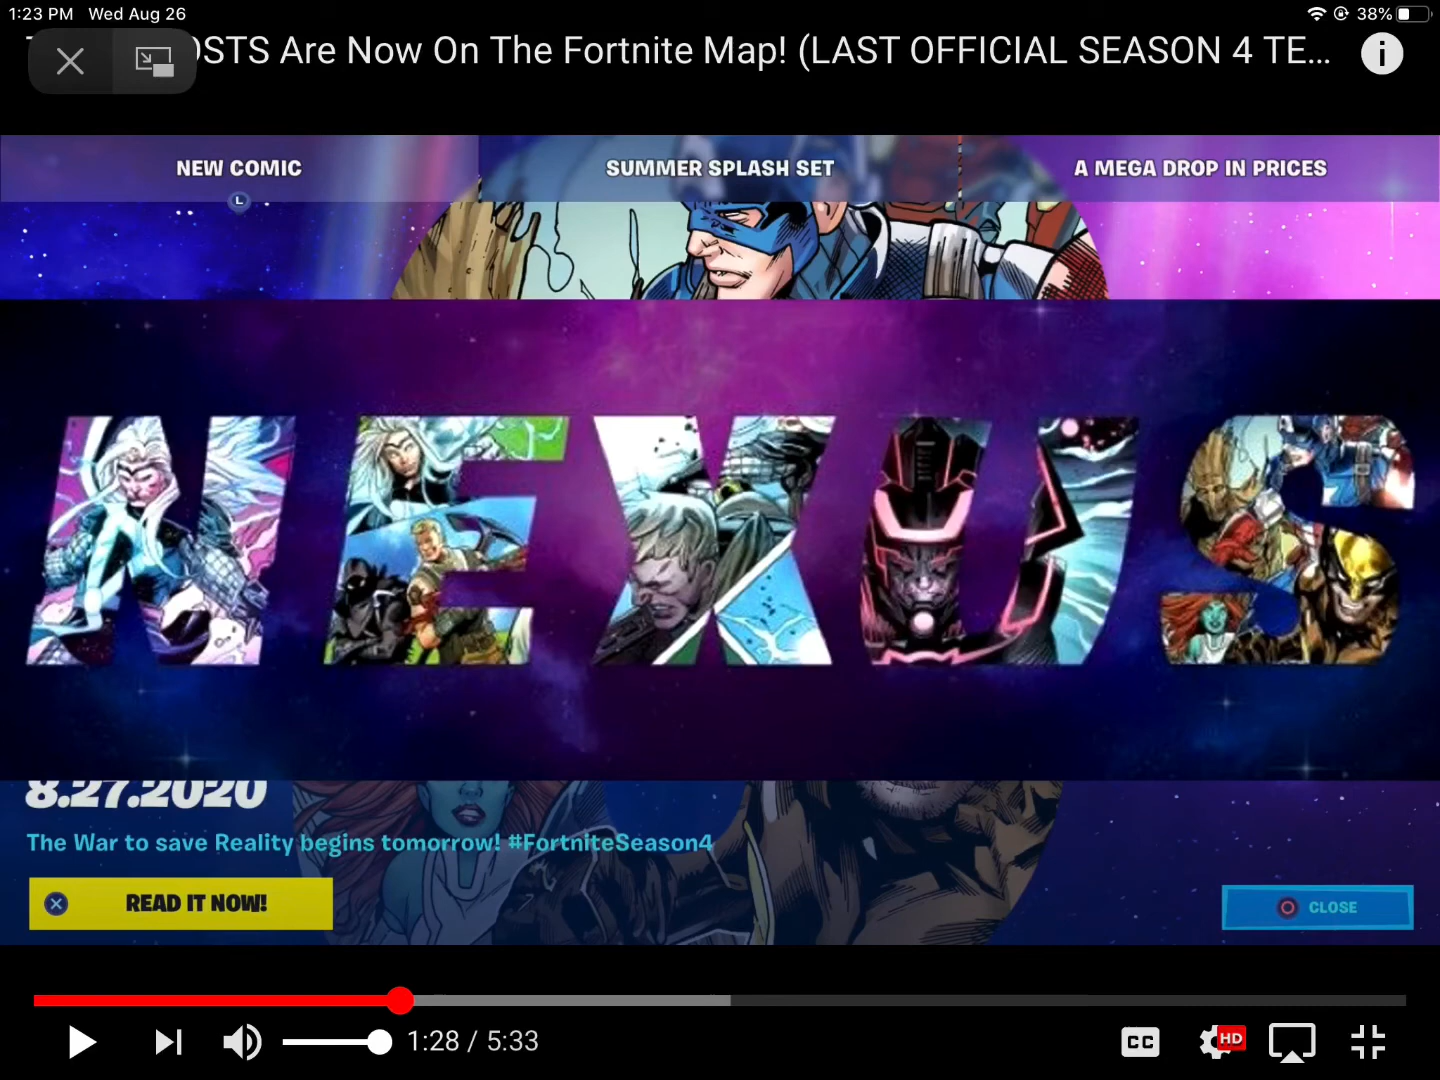 1:23 PM Wed Aug 26
38%
OSTS Are Now On The Fortnite Map! (LAST OFFICIAL SEASON 4 TE...
NEW COMIC
SUMMER SPLASH SET
A MEGA DROP IN PRICES
L
NEXUS
8.27.2020
The War to save Reality begins tomorrow! #FortniteSeason4
READ IT NOW!
CLOSE
1:28 / 5:33
CC
HD